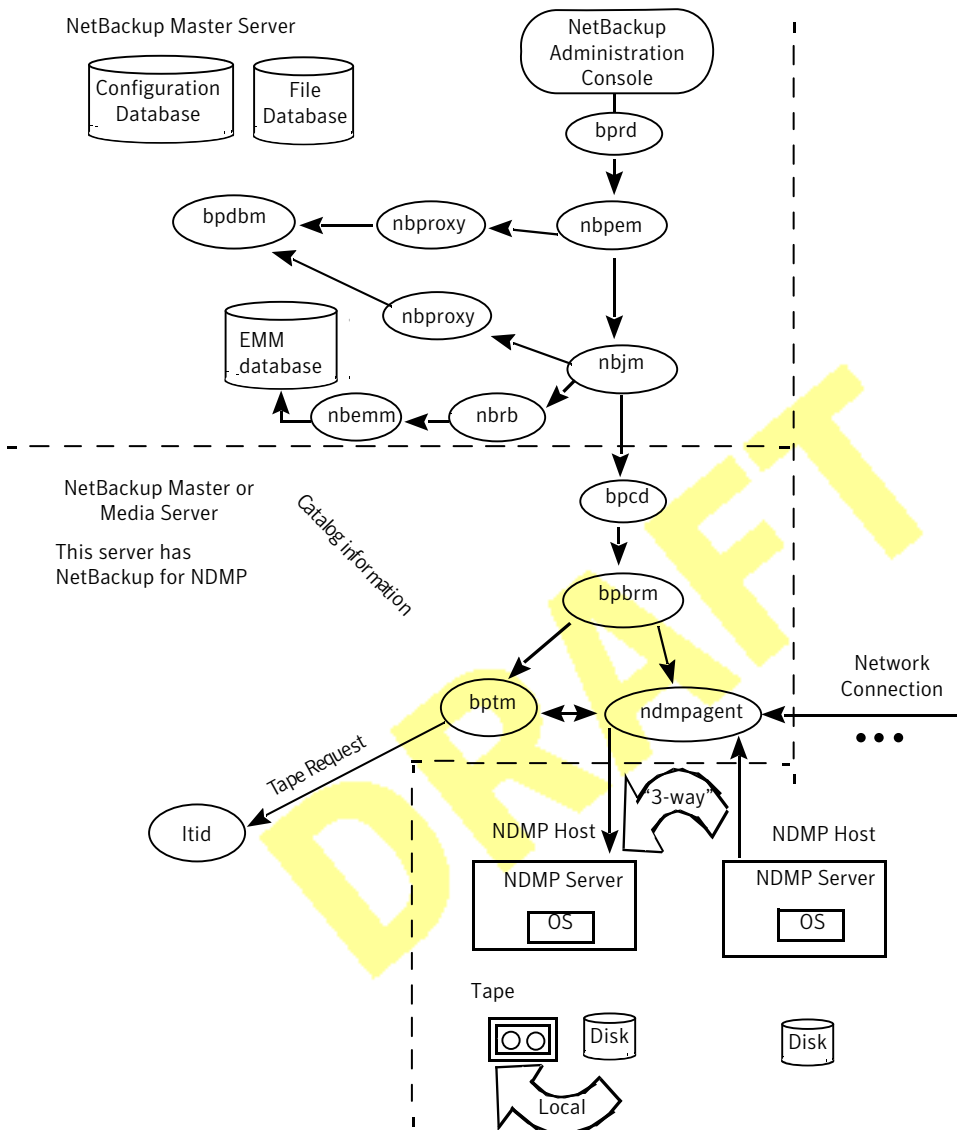 NetBackup Master Server
NetBackup
Administration
Console
Configuration
Database
File
Database
bprd
bpdbm
nbproxy
nbpem
nbproxy
EMM
database
nbjm
nbemm
nbrb
NetBackup Master or
Media Server
This server has
NetBackup for NDMP
Catalog information
bpcd
bpbrm
Network
Connection
bptm
ndmpagent
•••
Tape Request
"3-way"
ltid
NDMP Host
NDMP Host
NDMP Server
OS
NDMP Server
OS
Tape
Disk
Disk
Local
DRAFT